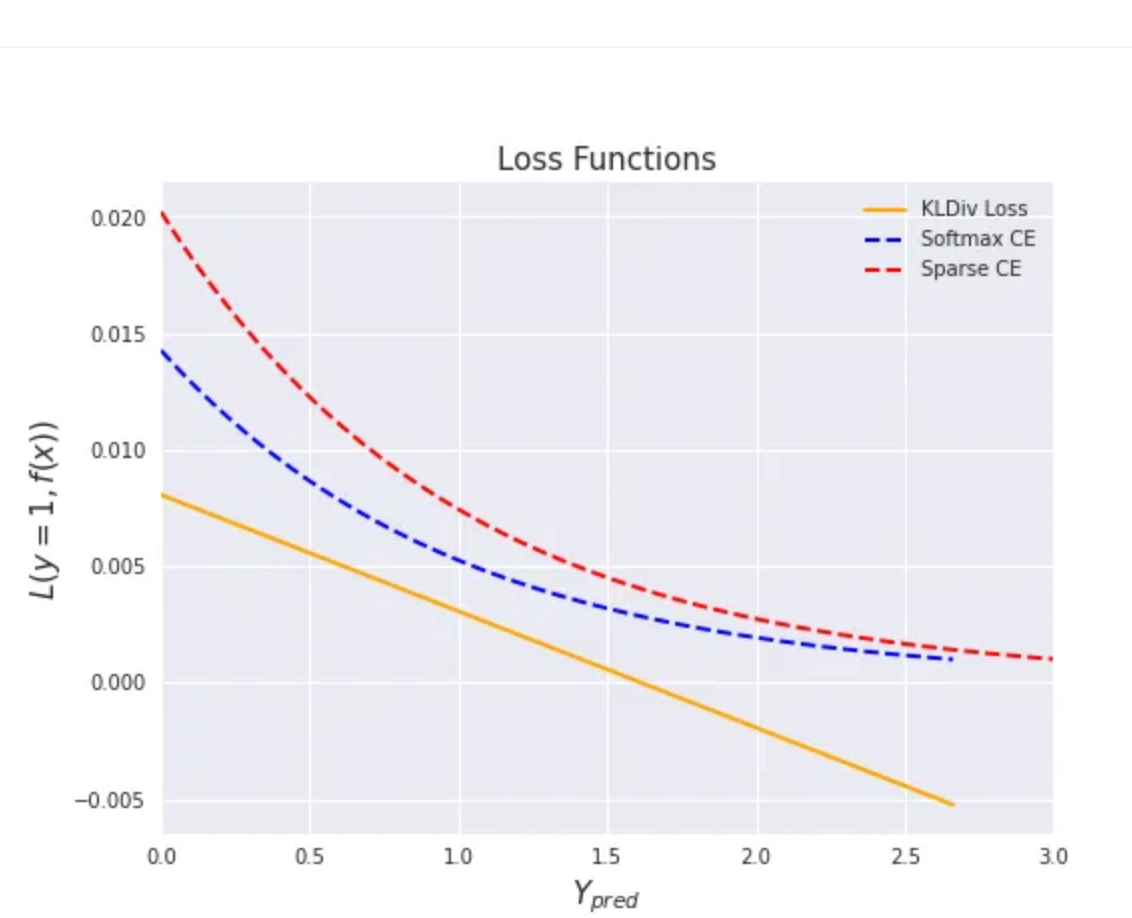 Loss Functions
KLDiv Loss
Softmax CE
Sparse CE
L(y = 1, f(x))
0.020
0.015
0.010
0.005
0.000
−0.005
0.0 0.5 1.0 1.5 2.0 2.5 3.0
Y_pred